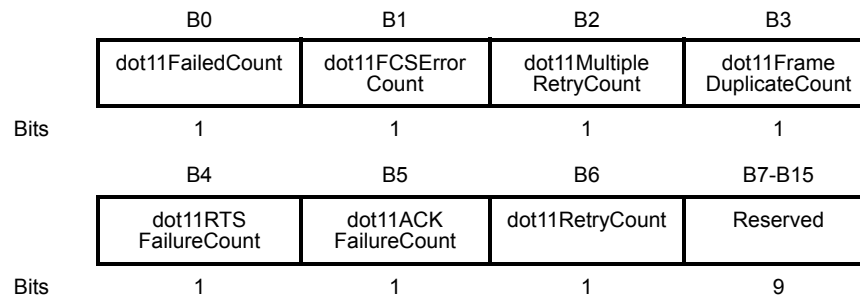 B0 B1 B2 B3
dot11FailedCount dot11FCSError dot11Multiple dot11Frame
Count RetryCount DuplicateCount
Bits 1 1 1 1
B4 B5 B6 B7-B15
dot11RTS dot11ACK dot11RetryCount Reserved
FailureCount FailureCount
Bits 1 1 1 9